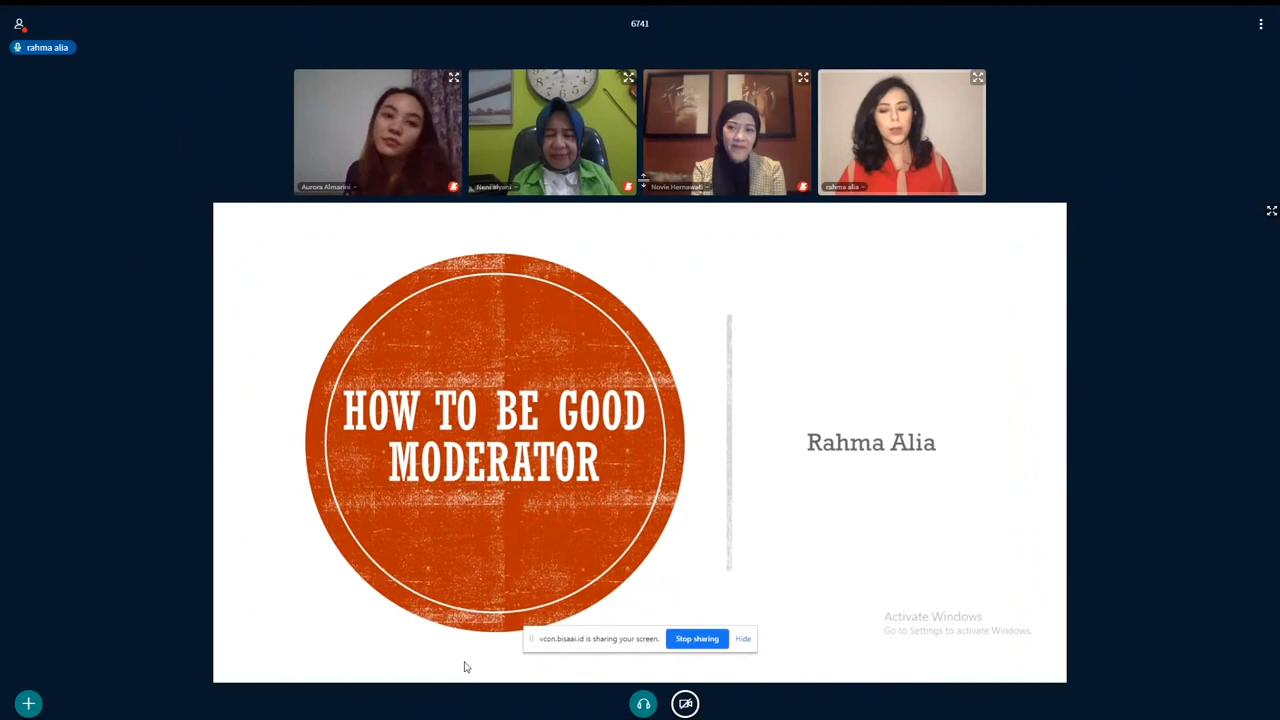 6741
rahma alia
Aurora Almarini
Neni
Novie Hernawati
rahma alia
HOW TO BE GOOD
MODERATOR
Rahma Alia
Activate Windows
Go to Settings to activate Windows.
vcon.bisaai.id is sharing your screen.
Stop sharing
Hide